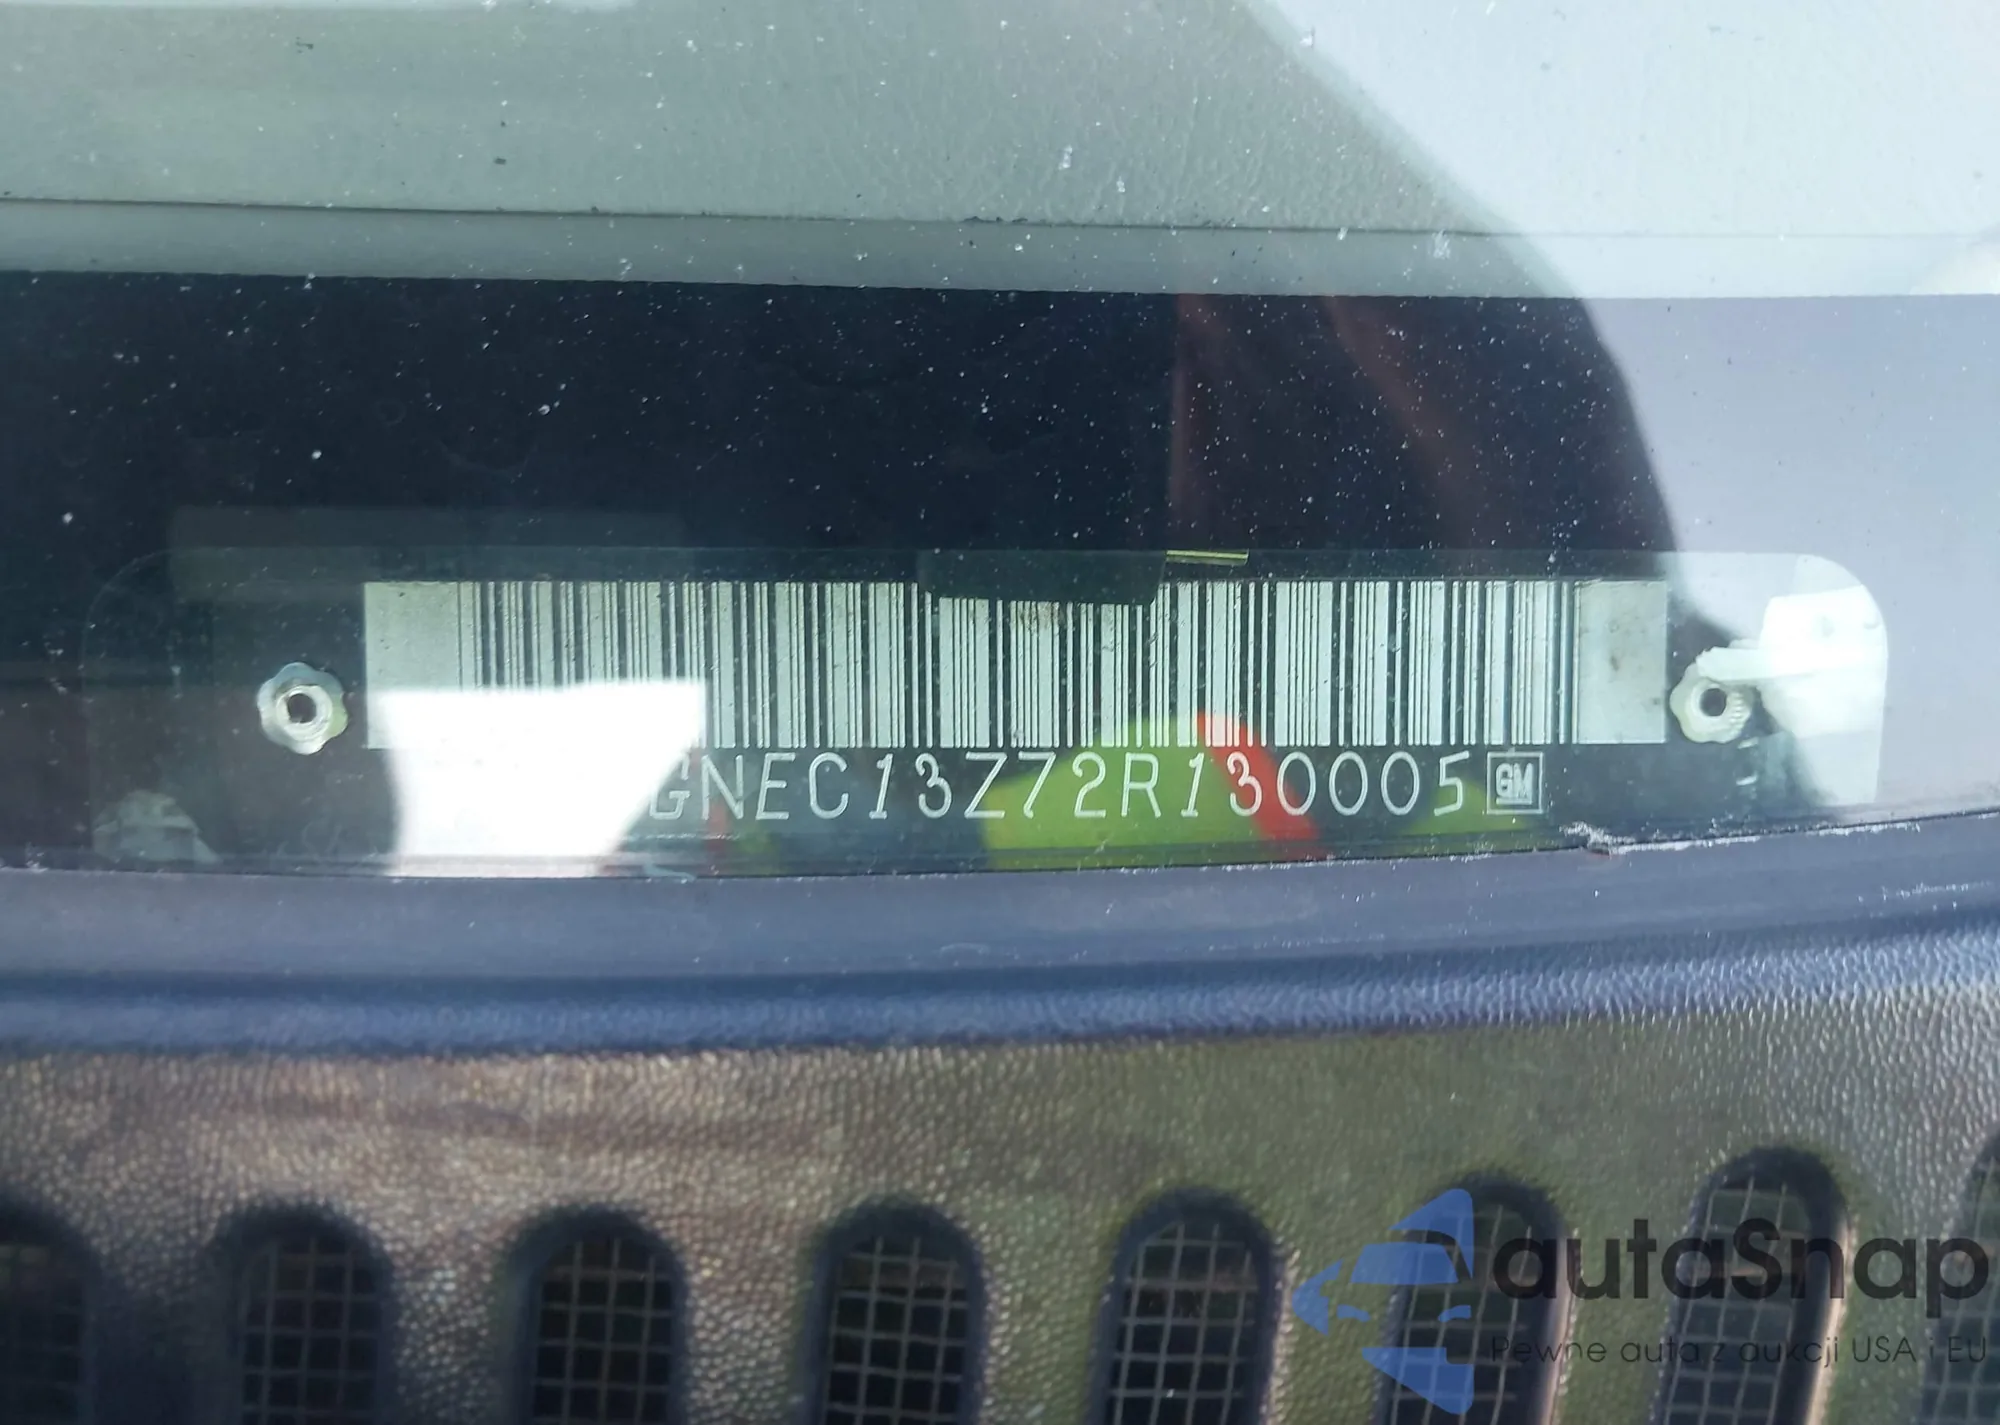 GNEC13Z72R130005 GM
autaSnap
Pewne auta z aukcji USA i EU